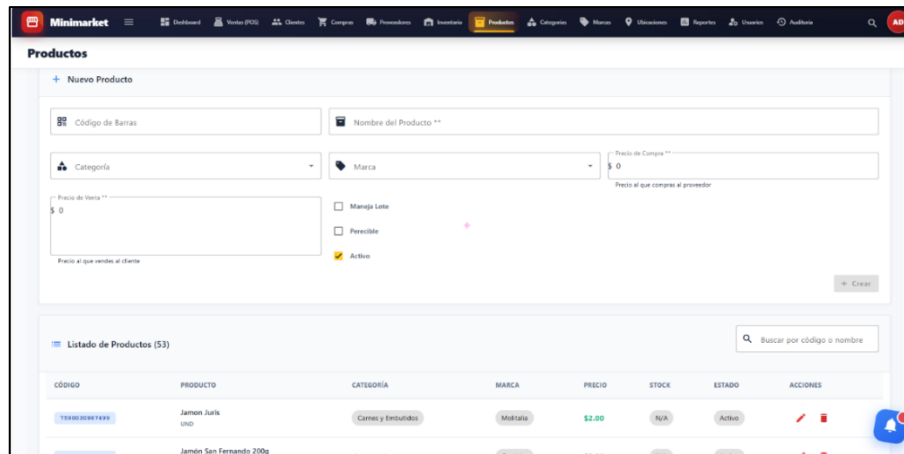 Minimarket Dashboard Ventas (POS) Clientes Compras Proveedores Inventario Productos Categorías Marcas Ubicaciones Reportes Usuarios Auditoría AD
Productos
+ Nuevo Producto
Código de Barras Nombre del Producto **
Categoría Marca Precio de Compra **
$ 0
Precio al que compras al proveedor
Precio de Venta **
$ 0
Maneja Lote
Perecible
Activo
Precio al que vendes al cliente
+ Crear
Listado de Productos (53)
Buscar por código o nombre
CÓDIGO PRODUCTO CATEGORÍA MARCA PRECIO STOCK ESTADO ACCIONES
Jamon Juris Carnes y Embutidos Molitalia $2.00 N/A Activo
UND
Jamón San Fernando 200g